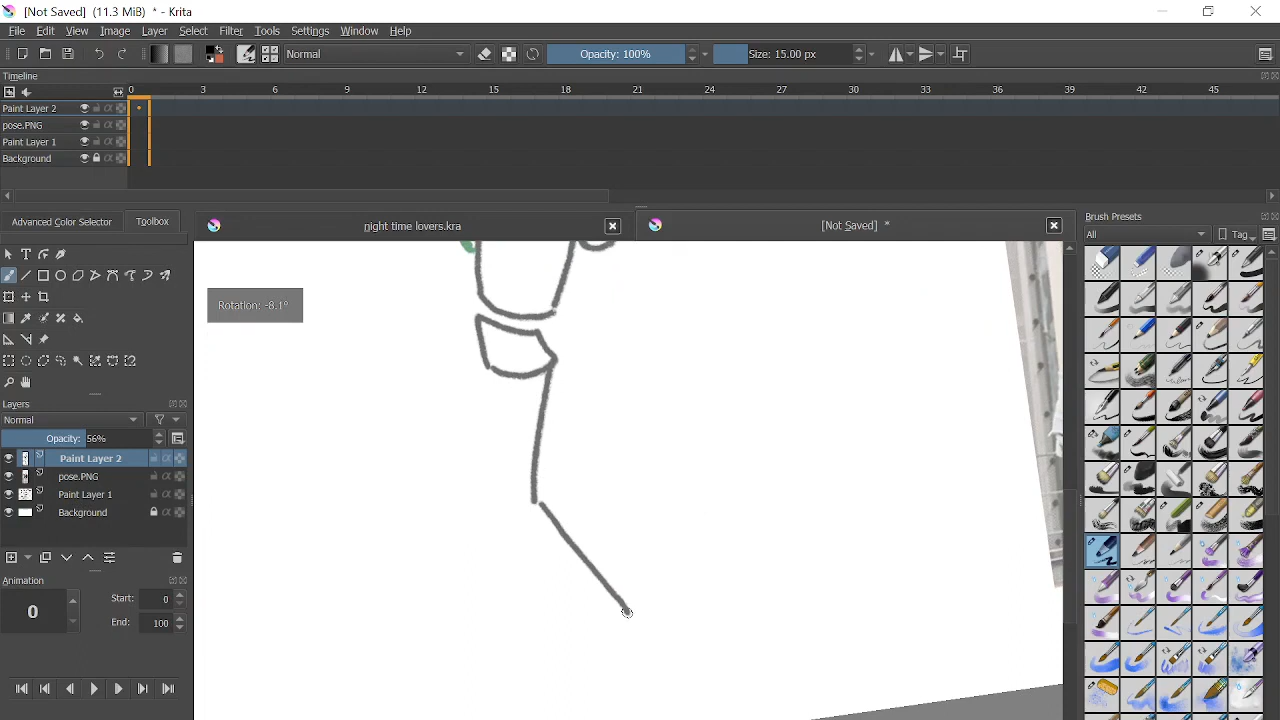 [Not Saved] (11.3 MiB) * - Krita
File Edit View Image Layer Select Filter Tools Settings Window Help
Normal Opacity: 100% Size: 15.00 px
Timeline
0 3 6 9 12 15 18 21 24 27 30 33 36 39 42 45
Paint Layer 2
pose.PNG
Paint Layer 1
Background
Advanced Color Selector Toolbox
night time lovers.kra
[Not Saved] *
Brush Presets
All Tag
Rotation: -8.1°
Layers
Normal
Opacity: 56%
Paint Layer 2
pose.PNG
Paint Layer 1
Background
Animation
0 Start: 0
End: 100